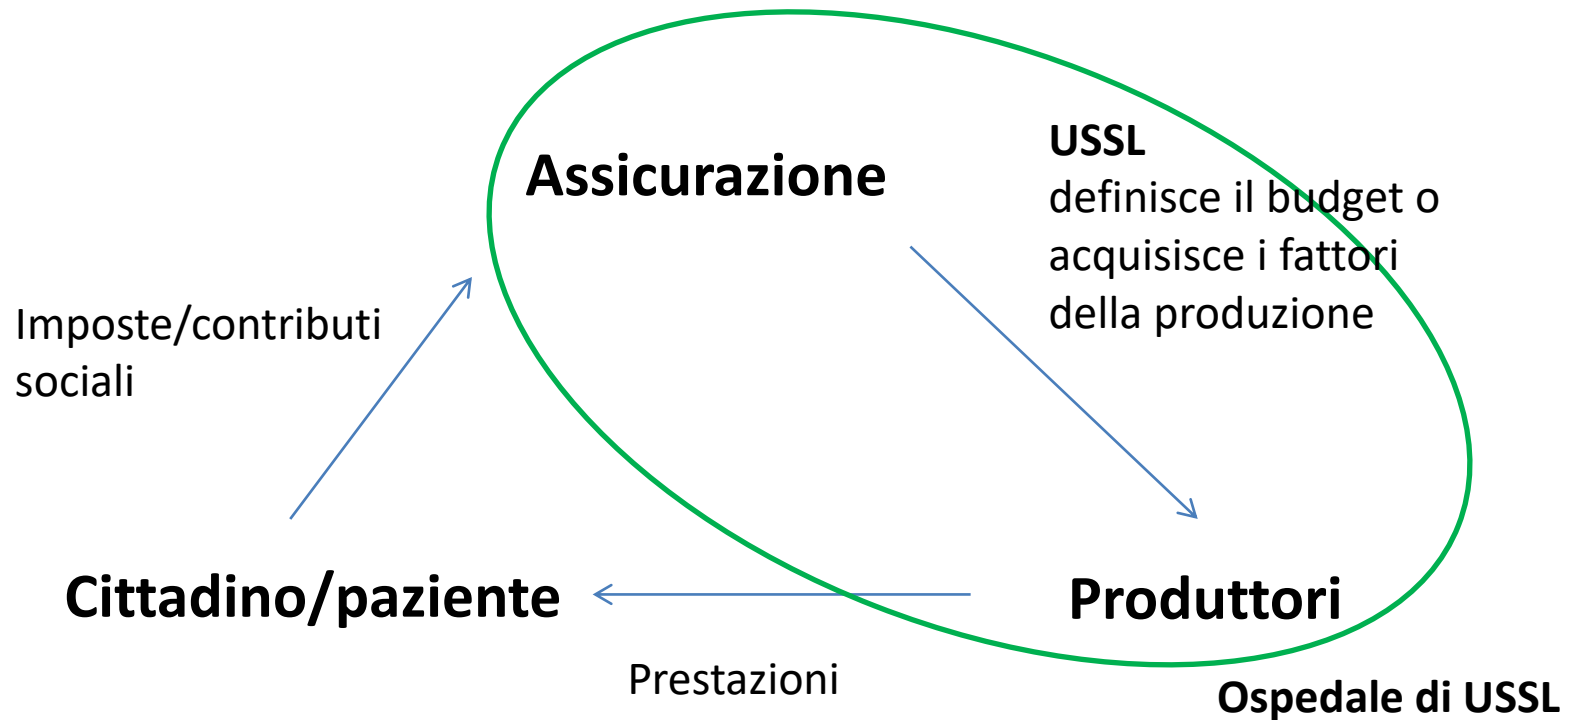 Assicurazione
USSL
definisce il budget o
acquisisce i fattori
della produzione
Imposte/contributi
sociali
Cittadino/paziente
Produttori
Prestazioni
Ospedale di USSL